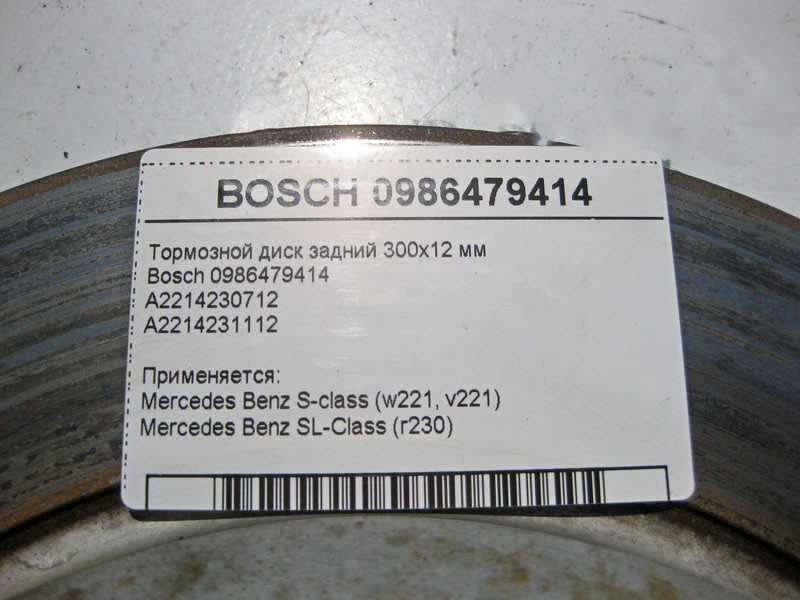 BOSCH 0986479414
Тормозной диск задний 300x12 мм
Bosch 0986479414
A2214230712
A2214231112
Применяется:
Mercedes Benz S-class (w221, v221)
Mercedes Benz SL-Class (r230)